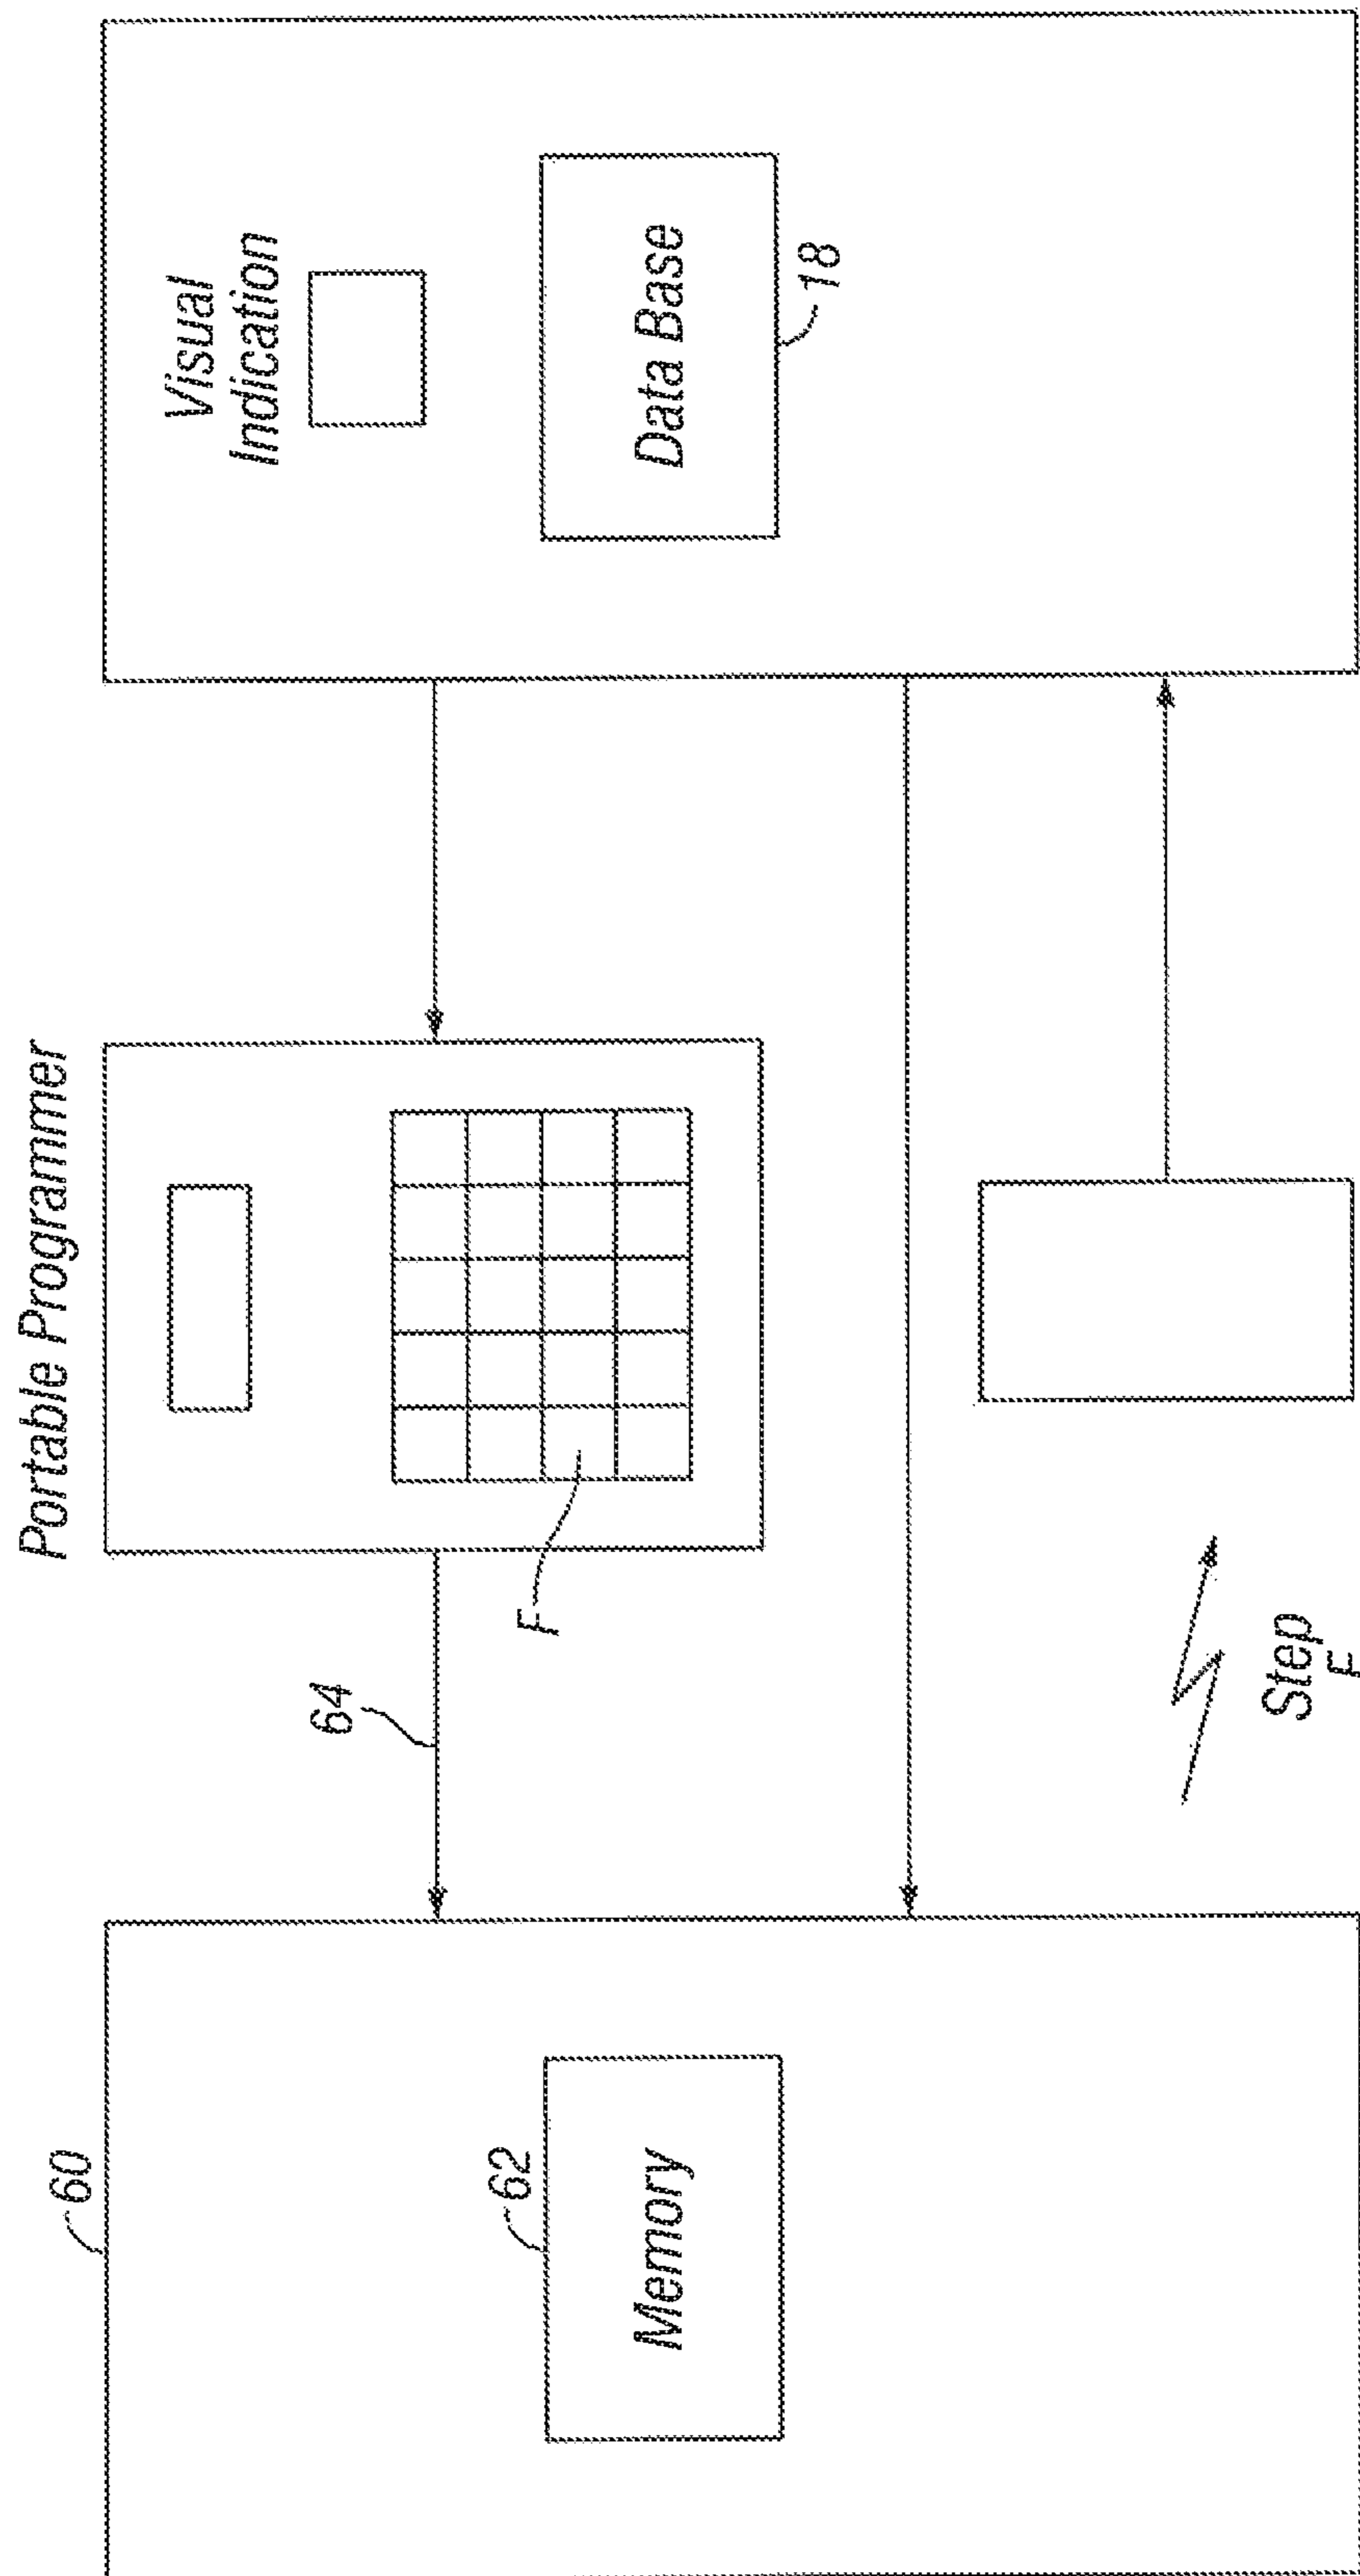 Portable Programmer
60
64
Visual
Indication
62
F
Memory
Data Base
18
Step